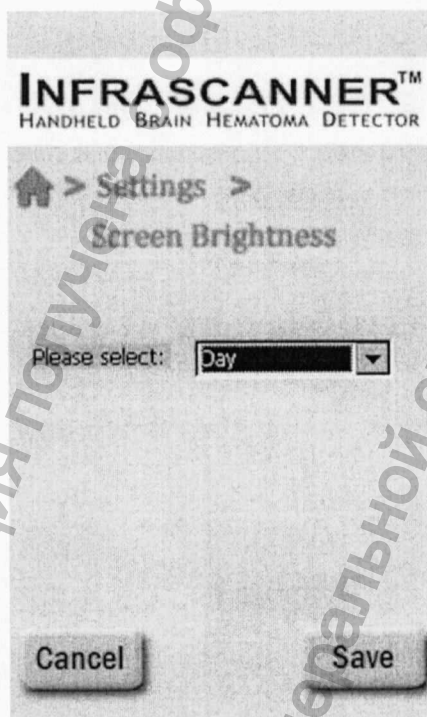 INFRASCANNER™
HANDHELD BRAIN HEMATOMA DETECTOR
> Settings >
Screen Brightness
Please select: Day
Cancel Save